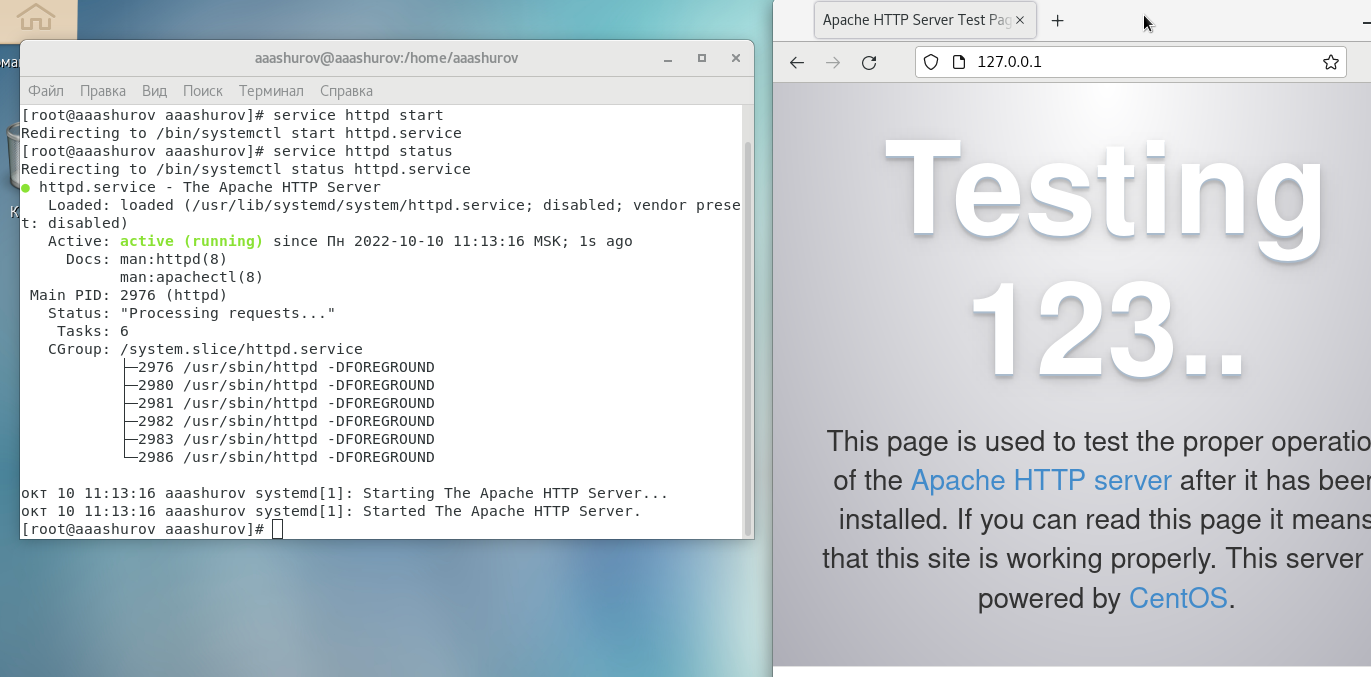 aaashurov@aaashurov:/home/aaashurov
Файл Правка Вид Поиск Терминал Справка
[root@aaashurov aaashurov]# service httpd start
Redirecting to /bin/systemctl start httpd.service
[root@aaashurov aaashurov]# service httpd status
Redirecting to /bin/systemctl status httpd.service
● httpd.service - The Apache HTTP Server
Loaded: loaded (/usr/lib/systemd/system/httpd.service; disabled; vendor prese
t: disabled)
Active: active (running) since Пн 2022-10-10 11:13:16 MSK; 1s ago
Docs: man:httpd(8)
man:apachectl(8)
Main PID: 2976 (httpd)
Status: "Processing requests..."
Tasks: 6
CGroup: /system.slice/httpd.service
├─2976 /usr/sbin/httpd -DFOREGROUND
├─2980 /usr/sbin/httpd -DFOREGROUND
├─2981 /usr/sbin/httpd -DFOREGROUND
├─2982 /usr/sbin/httpd -DFOREGROUND
├─2983 /usr/sbin/httpd -DFOREGROUND
└─2986 /usr/sbin/httpd -DFOREGROUND
окт 10 11:13:16 aaashurov systemd[1]: Starting The Apache HTTP Server...
окт 10 11:13:16 aaashurov systemd[1]: Started The Apache HTTP Server.
[root@aaashurov aaashurov]#
Apache HTTP Server Test Pag
127.0.0.1
Testing
123..
This page is used to test the proper operatio
of the Apache HTTP server after it has been
installed. If you can read this page it means
that this site is working properly. This server
powered by CentOS.